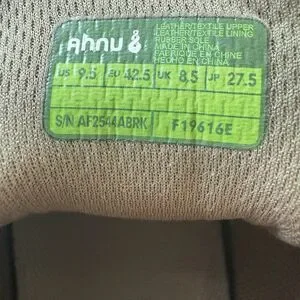 Ahnu
LEATHER/TEXTILE UPPER
LEATHER/TEXTILE LINING
RUBBER SOLE
MADE IN CHINA
FABRIQUE EN CHINE
HECHO EN CHINA
US 9.5 EU 42.5 UK 8.5 JP 27.5
S/N AF2544ABRK F19616E